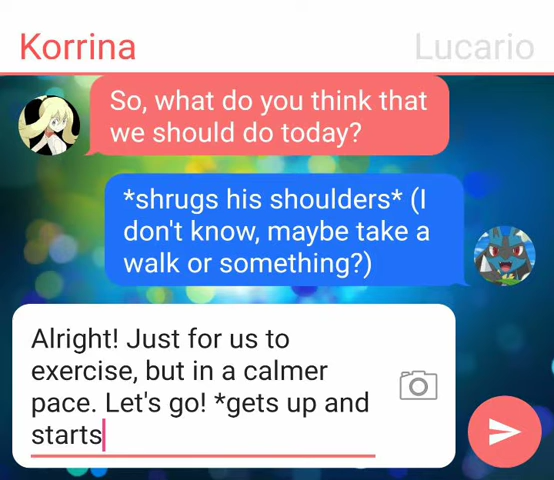 Korrina
Lucario
So, what do you think that
we should do today?
*shrugs his shoulders* (I
don't know, maybe take a
walk or something?)
Alright! Just for us to
exercise, but in a calmer
pace. Let's go! *gets up and
starts